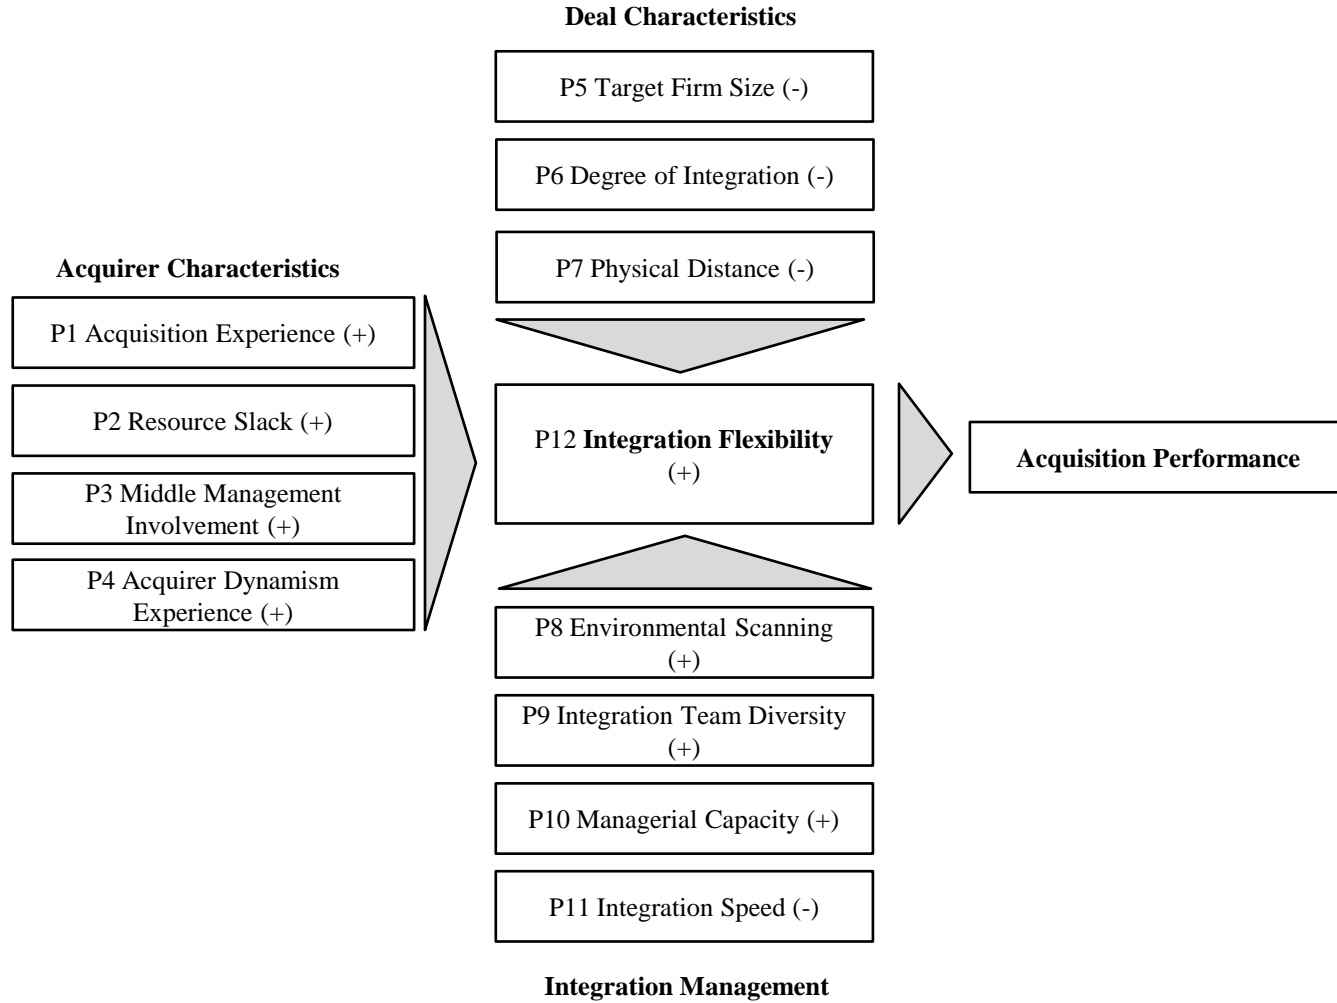 Deal Characteristics
P5 Target Firm Size (-)
P6 Degree of Integration (-)
P7 Physical Distance (-)
Acquirer Characteristics
P1 Acquisition Experience (+)
P2 Resource Slack (+)
P3 Middle Management
Involvement (+)
P4 Acquirer Dynamism
Experience (+)
P12 Integration Flexibility
(+)
Acquisition Performance
P8 Environmental Scanning
(+)
P9 Integration Team Diversity
(+)
P10 Managerial Capacity (+)
P11 Integration Speed (-)
Integration Management